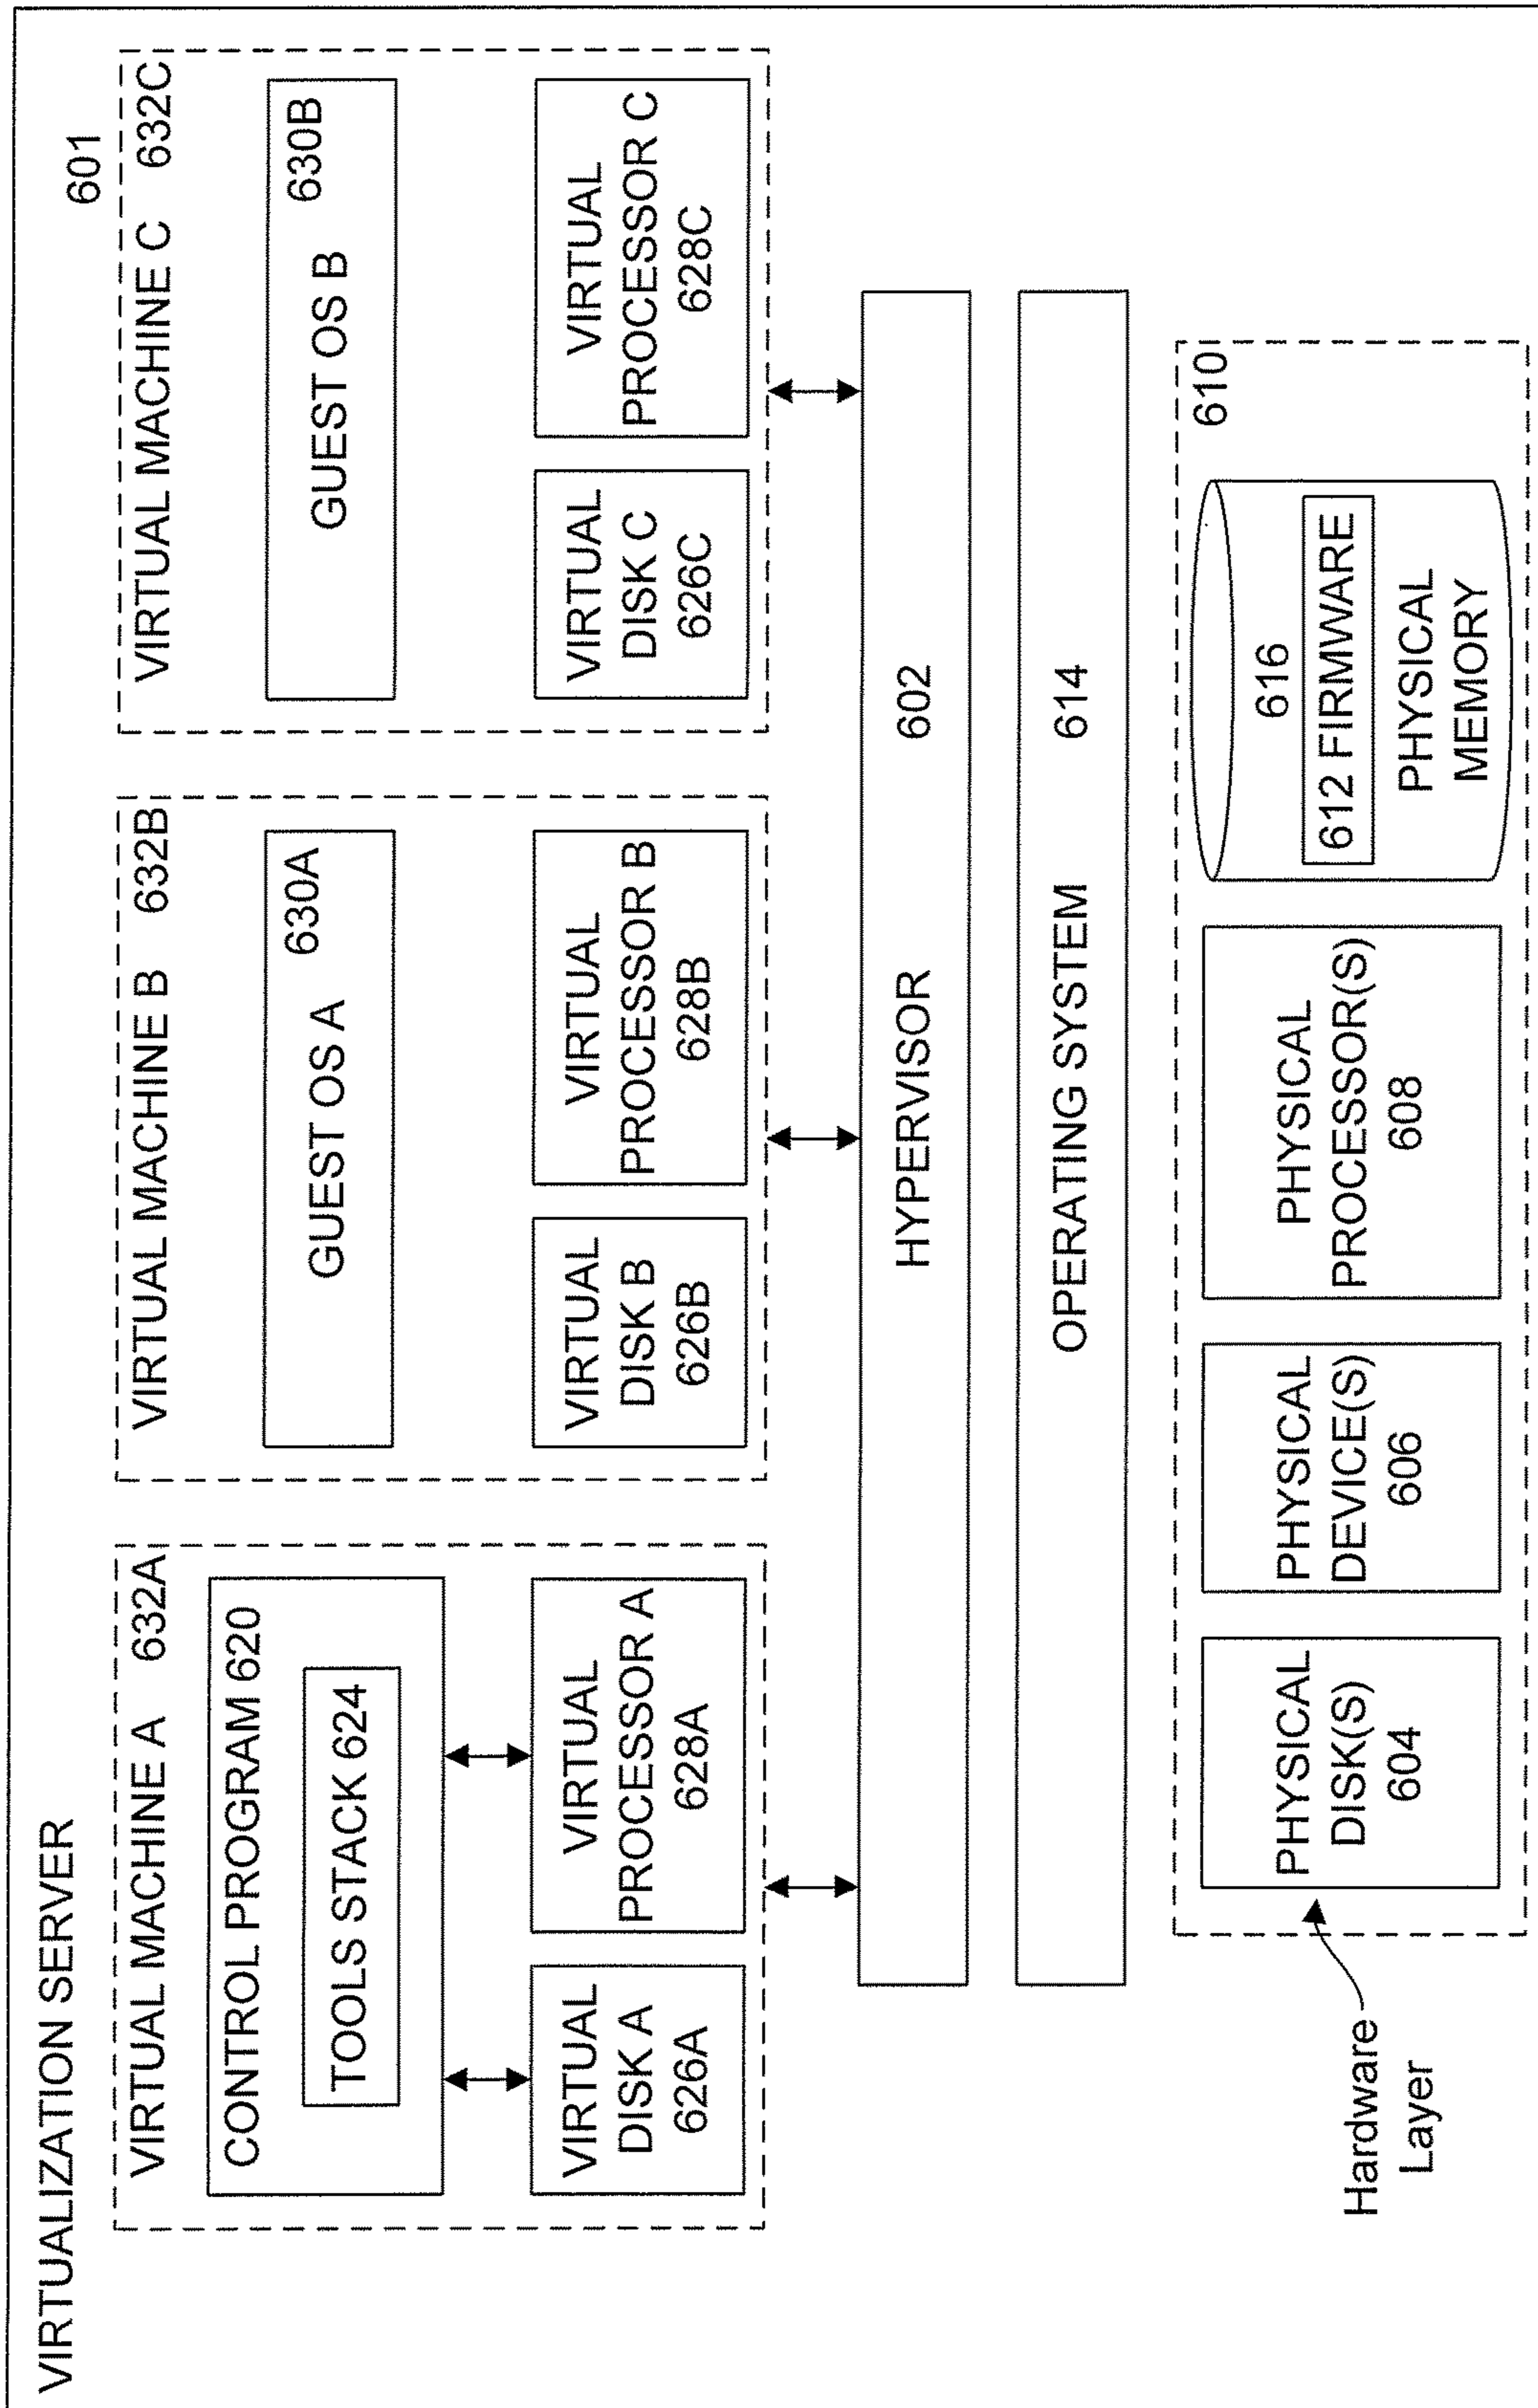 VIRTUALIZATION SERVER
601
VIRTUAL MACHINE A 632A
CONTROL PROGRAM 620
TOOLS STACK 624
VIRTUAL
DISK A
626A
VIRTUAL
PROCESSOR A
628A
VIRTUAL MACHINE B 632B
GUEST OS A
630A
VIRTUAL
DISK B
626B
VIRTUAL
PROCESSOR B
628B
VIRTUAL MACHINE C 632C
GUEST OS B
630B
VIRTUAL
DISK C
626C
VIRTUAL
PROCESSOR C
628C
HYPERVISOR 602
OPERATING SYSTEM 614
610
PHYSICAL
DISK(S)
604
PHYSICAL
DEVICE(S)
606
PHYSICAL
PROCESSOR(S)
608
616
612 FIRMWARE
PHYSICAL
MEMORY
Hardware
Layer